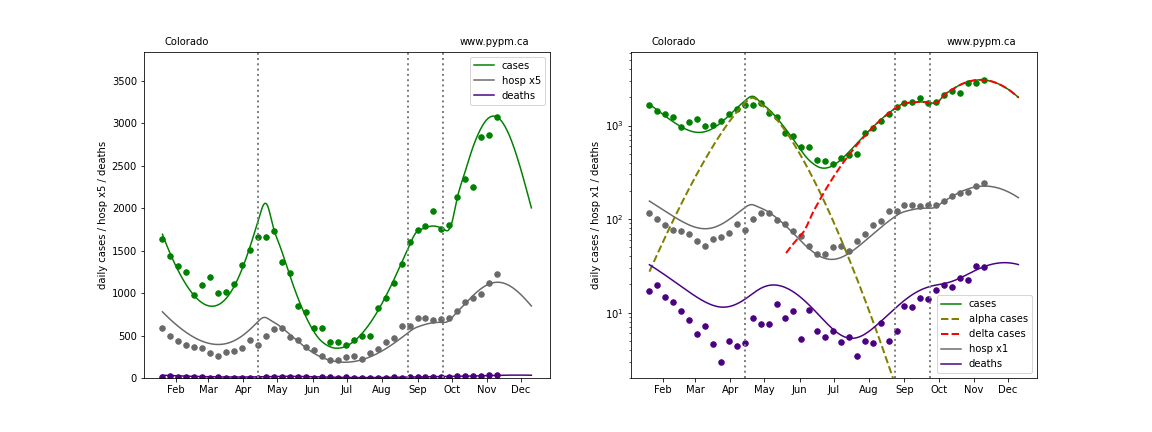 Colorado
www.pypm.ca
daily cases / hosp x5 / deaths
3500
3000
2500
2000
1500
1000
500
0
Feb Mar Apr May Jun Jul Aug Sep Oct Nov Dec
cases
hosp x5
deaths
Colorado
www.pypm.ca
daily cases / hosp x1 / deaths
10³
10²
10¹
Feb Mar Apr May Jun Jul Aug Sep Oct Nov Dec
cases
alpha cases
delta cases
hosp x1
deaths